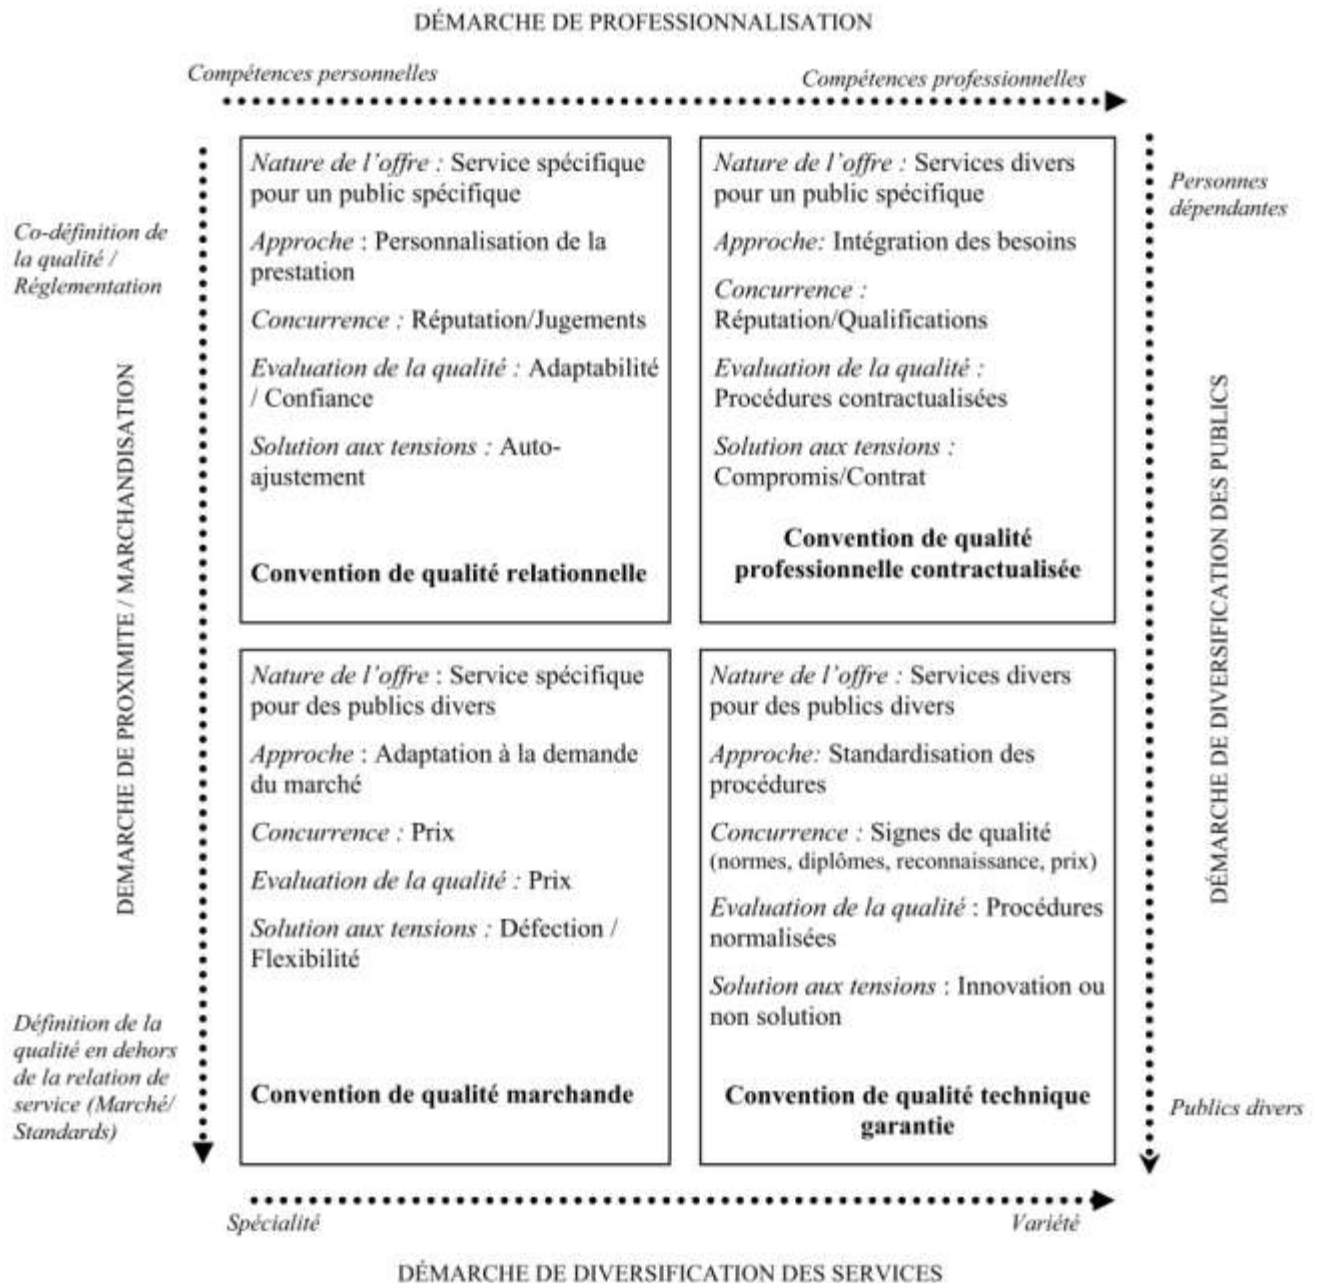 DÉMARCHE DE PROFESSIONNALISATION
Compétences personnelles
Compétences professionnelles
Co-définition de
la qualité /
Réglementation
DEMARCHE DE PROXIMITE / MARCHANDISATION
Définition de la
qualité en dehors
de la relation de
service (Marché/
Standards)
Nature de l'offre : Service spécifique
pour un public spécifique
Approche : Personnalisation de la
prestation
Concurrence : Réputation/Jugements
Evaluation de la qualité : Adaptabilité
/ Confiance
Solution aux tensions : Auto-
ajustement
Convention de qualité relationnelle
Nature de l'offre : Services divers
pour un public spécifique
Approche: Intégration des besoins
Concurrence :
Réputation/Qualifications
Evaluation de la qualité :
Procédures contractualisées
Solution aux tensions :
Compromis/Contrat
Convention de qualité
professionnelle contractualisée
Nature de l'offre : Service spécifique
pour des publics divers
Approche : Adaptation à la demande
du marché
Concurrence : Prix
Evaluation de la qualité : Prix
Solution aux tensions : Défection /
Flexibilité
Convention de qualité marchande
Nature de l'offre : Services divers
pour des publics divers
Approche: Standardisation des
procédures
Concurrence : Signes de qualité
(normes, diplômes, reconnaissance, prix)
Evaluation de la qualité : Procédures
normalisées
Solution aux tensions : Innovation ou
non solution
Convention de qualité technique
garantie
Personnes
dépendantes
DÉMARCHE DE DIVERSIFICATION DES PUBLICS
Publics divers
Spécialité
Variété
DÉMARCHE DE DIVERSIFICATION DES SERVICES